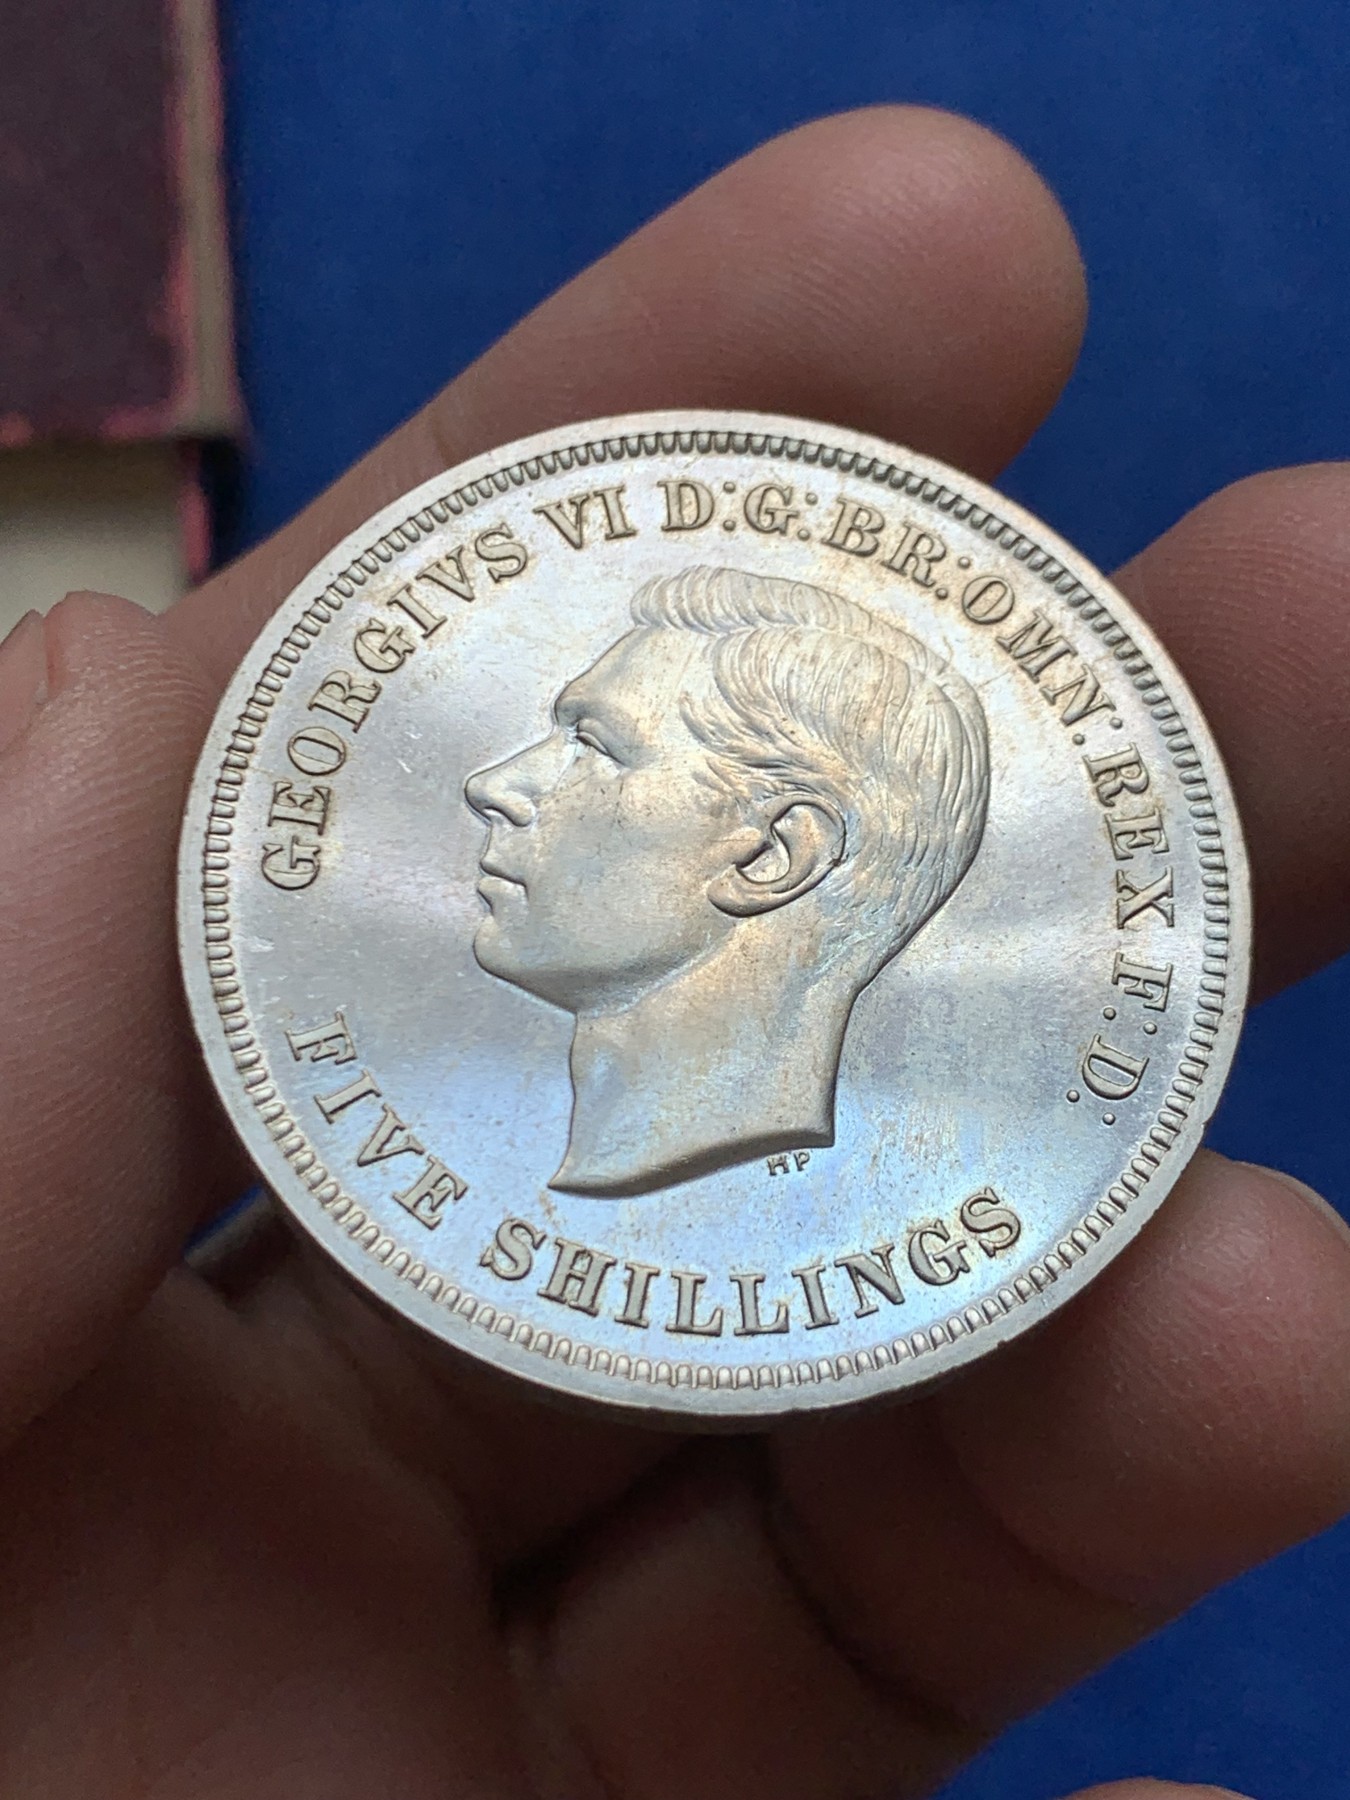 GEORGIVS VI D:G:BR:OMN:REX F:D:
HP
FIVE SHILLINGS